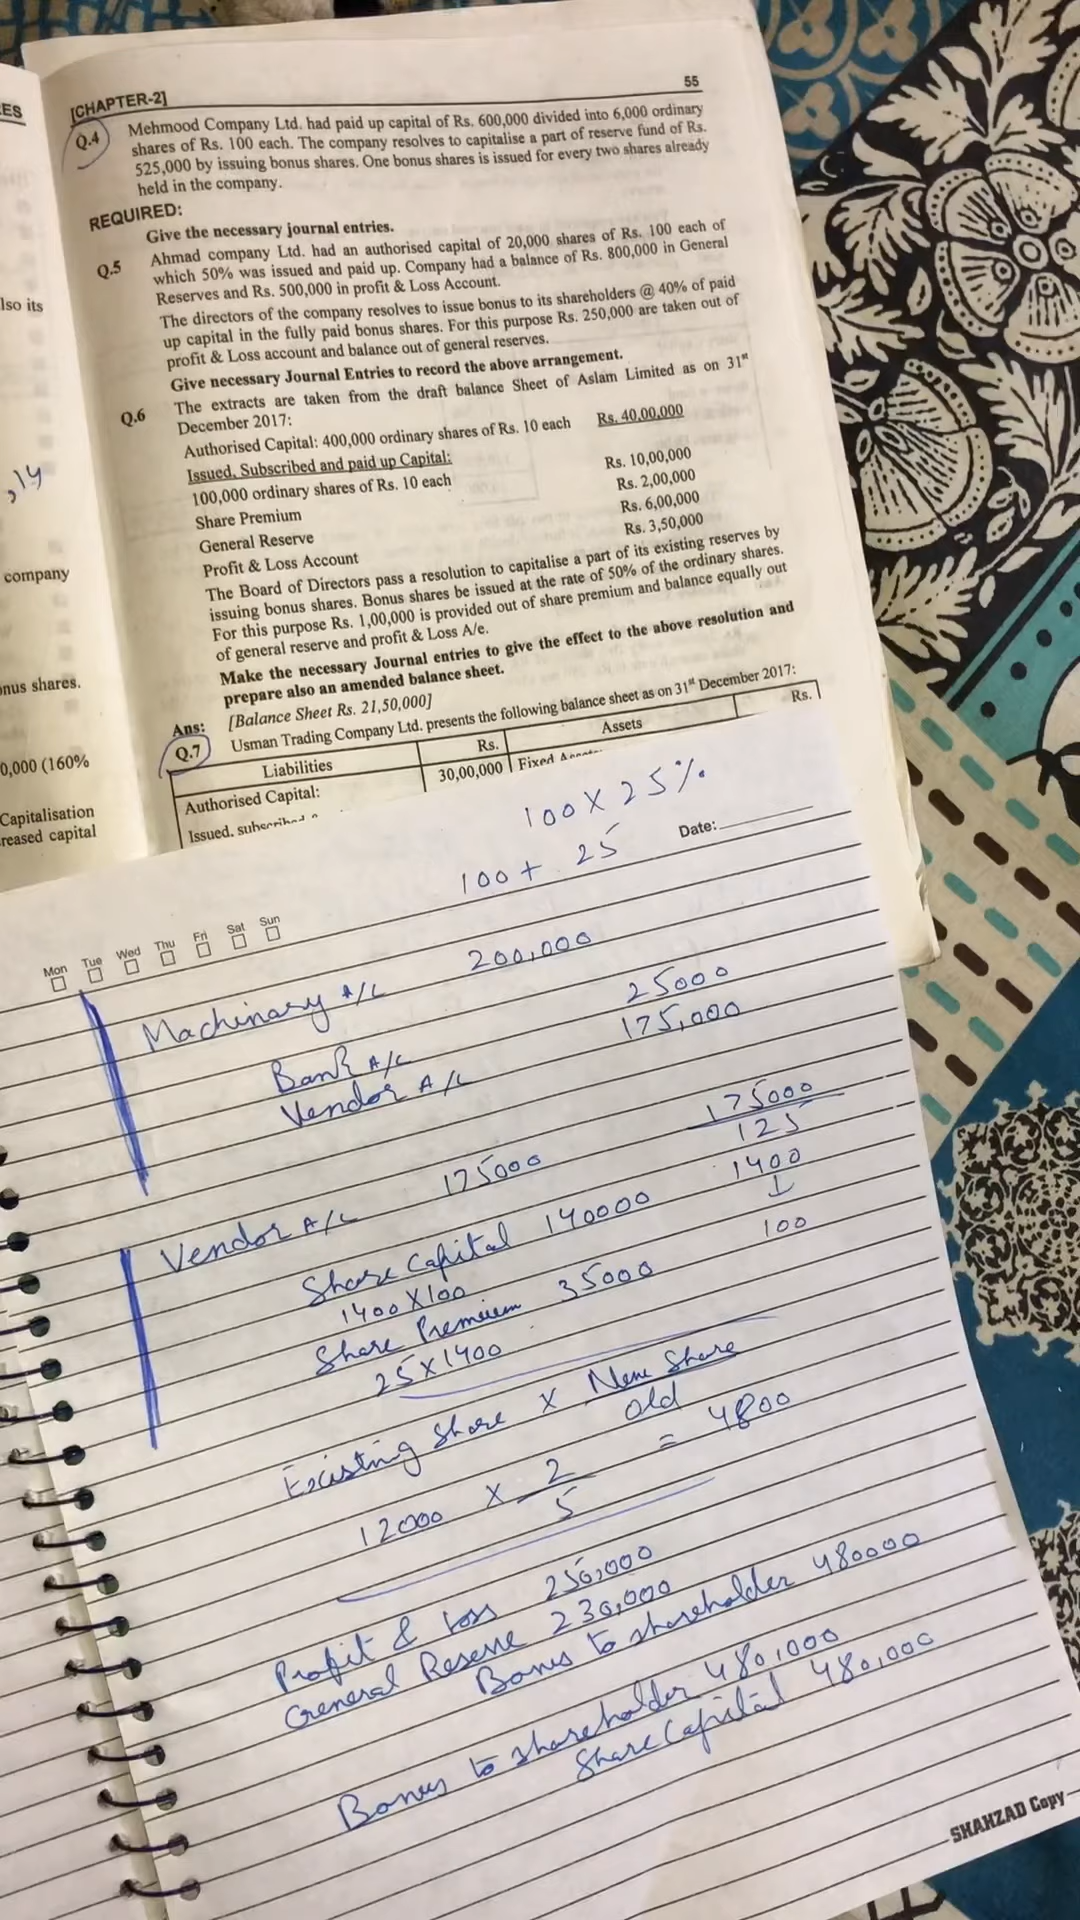 ES
lso its
,14
company
onus shares.
0,000 (160%
Capitalisation
reased capital
[CHAPTER-2]
55
Q.4 Mehmood Company Ltd. had paid up capital of Rs. 600,000 divided into 6,000 ordinary
shares of Rs. 100 each. The company resolves to capitalise a part of reserve fund of Rs.
525,000 by issuing bonus shares. One bonus shares is issued for every two shares already
held in the company.
REQUIRED:
Give the necessary journal entries.
Q.5 Ahmad company Ltd. had an authorised capital of 20,000 shares of Rs. 100 each of
which 50% was issued and paid up. Company had a balance of Rs. 800,000 in General
Reserves and Rs. 500,000 in profit & Loss Account.
The directors of the company resolves to issue bonus to its shareholders @ 40% of paid
up capital in the fully paid bonus shares. For this purpose Rs. 250,000 are taken out of
profit & Loss account and balance out of general reserves.
Give necessary Journal Entries to record the above arrangement.
Q.6 The extracts are taken from the draft balance Sheet of Aslam Limited as on 31st
December 2017:
Authorised Capital: 400,000 ordinary shares of Rs. 10 each Rs. 40,00,000
Issued, Subscribed and paid up Capital:
100,000 ordinary shares of Rs. 10 each Rs. 10,00,000
Share Premium Rs. 2,00,000
General Reserve Rs. 6,00,000
Profit & Loss Account Rs. 3,50,000
The Board of Directors pass a resolution to capitalise a part of its existing reserves by
issuing bonus shares. Bonus shares be issued at the rate of 50% of the ordinary shares.
For this purpose Rs. 1,00,000 is provided out of share premium and balance equally out
of general reserve and profit & Loss A/e.
Make the necessary Journal entries to give the effect to the above resolution and
prepare also an amended balance sheet.
Ans: [Balance Sheet Rs. 21,50,000]
Q.7 Usman Trading Company Ltd. presents the following balance sheet as on 31st December 2017:
Liabilities Rs. Assets Rs.
Authorised Capital: 30,00,000 Fixed
Issued,
100 X 25%
100 + 25
Date:
Mon Tue Wed Thu Fri Sat Sun
Machinary A/C 200,000
Bank A/C 25000
Vendor A/C 175,000
175000
125
1400
↓
100
Vendor A/C 175000
Share Capital 140000
1400 X 100
Share Premium 35000
25 X 1400
Existing Share X New Share
old
12000 X 2 = 4800
5
Profit & Loss 250,000
General Reserve 230,000
Bonus to shareholder 480000
Bonus to shareholder 480,000
Share Capital 480,000
SHAHZAD Copy